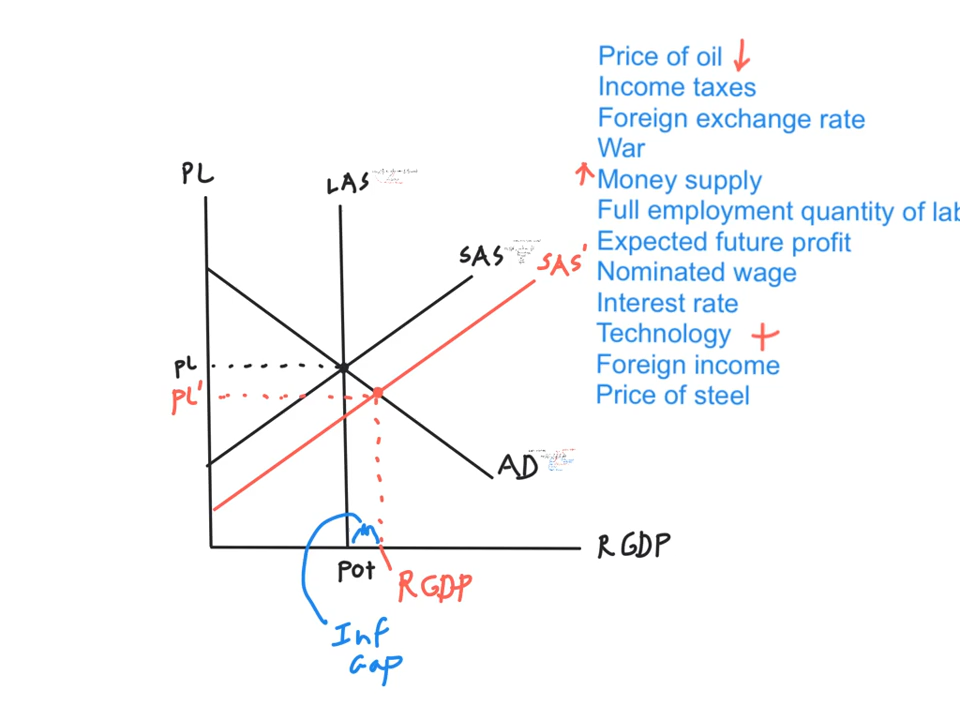 Price of oil ↓
Income taxes
Foreign exchange rate
War
↑ Money supply
Full employment quantity of lab
Expected future profit
Nominated wage
Interest rate
Technology +
Foreign income
Price of steel
PL
LAS
SAS
SAS'
PL
PL'
AD
RGDP
Pot
RGDP
Inf
Gap